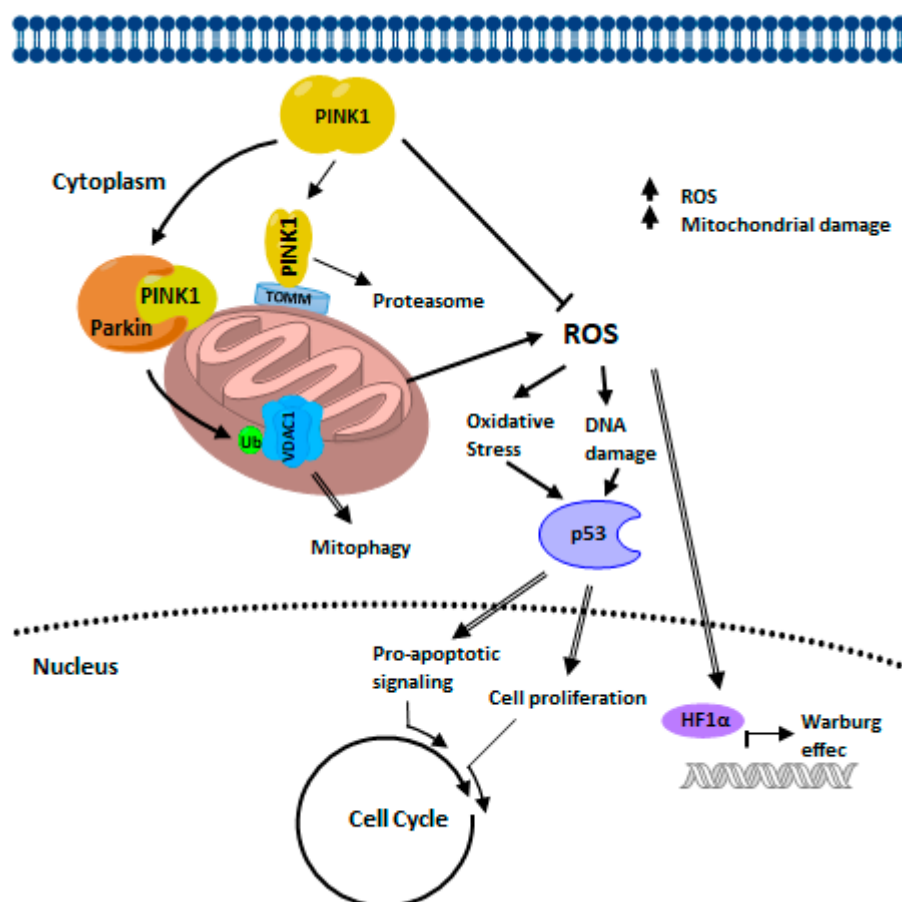 PINK1
Cytoplasm
ROS
Mitochondrial damage
PINK1
TOMM
Proteasome
PINK1
Parkin
ROS
Oxidative
Stress
DNA
damage
Ub
VDAC1
p53
Mitophagy
Nucleus
Pro-apoptotic
signaling
Cell proliferation
HF1α
Warburg
effec
Cell Cycle